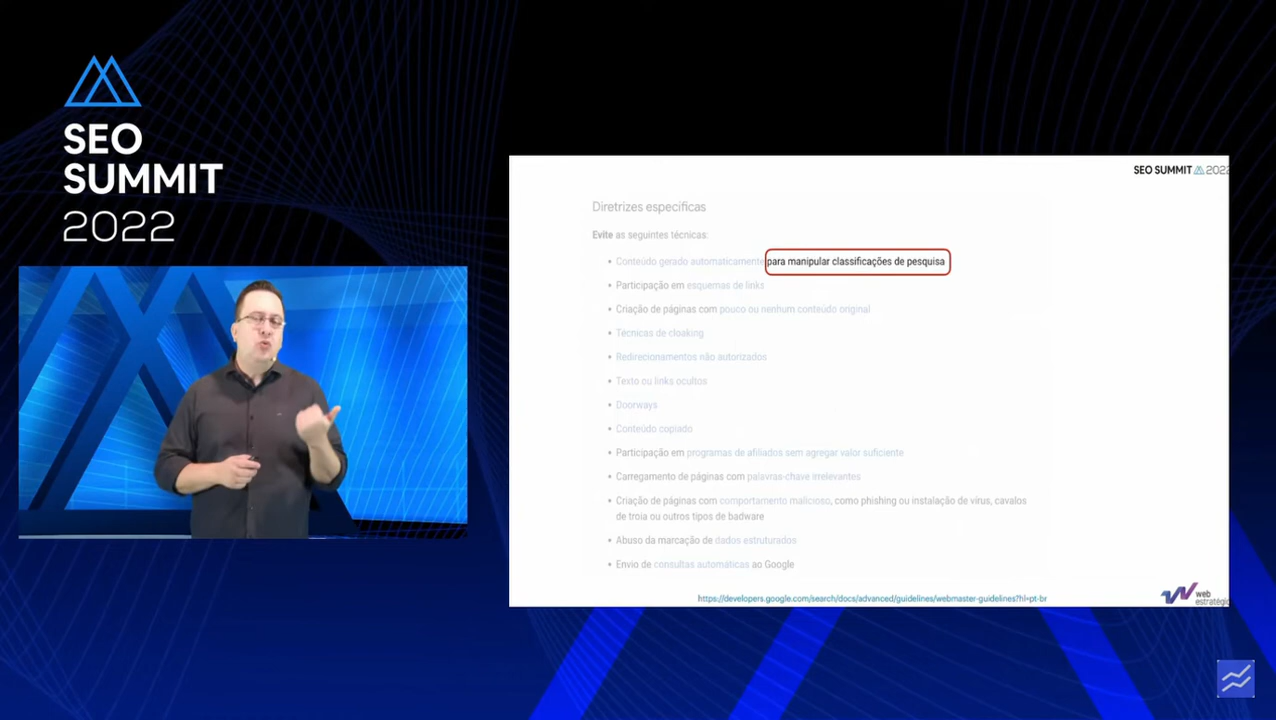 SEO
SUMMIT
2022
SEO SUMMIT 2022
Diretrizes específicas
Evite as seguintes técnicas:
• Conteúdo gerado automaticamente para manipular classificações de pesquisa
• Participação em esquemas de links
• Criação de páginas com pouco ou nenhum conteúdo original
• Técnicas de cloaking
• Redirecionamentos não autorizados
• Texto ou links ocultos
• Doorways
• Conteúdo copiado
• Participação em programas de afiliados sem agregar valor suficiente
• Carregamento de páginas com palavras-chave irrelevantes
• Criação de páginas com comportamento malicioso, como phishing ou instalação de vírus, cavalos
de troia ou outros tipos de badware
• Abuso da marcação de dados estruturados
• Envio de consultas automáticas ao Google
https://developers.google.com/search/docs/advanced/guidelines/webmaster-guidelines?hl=pt-br
web
estratégic